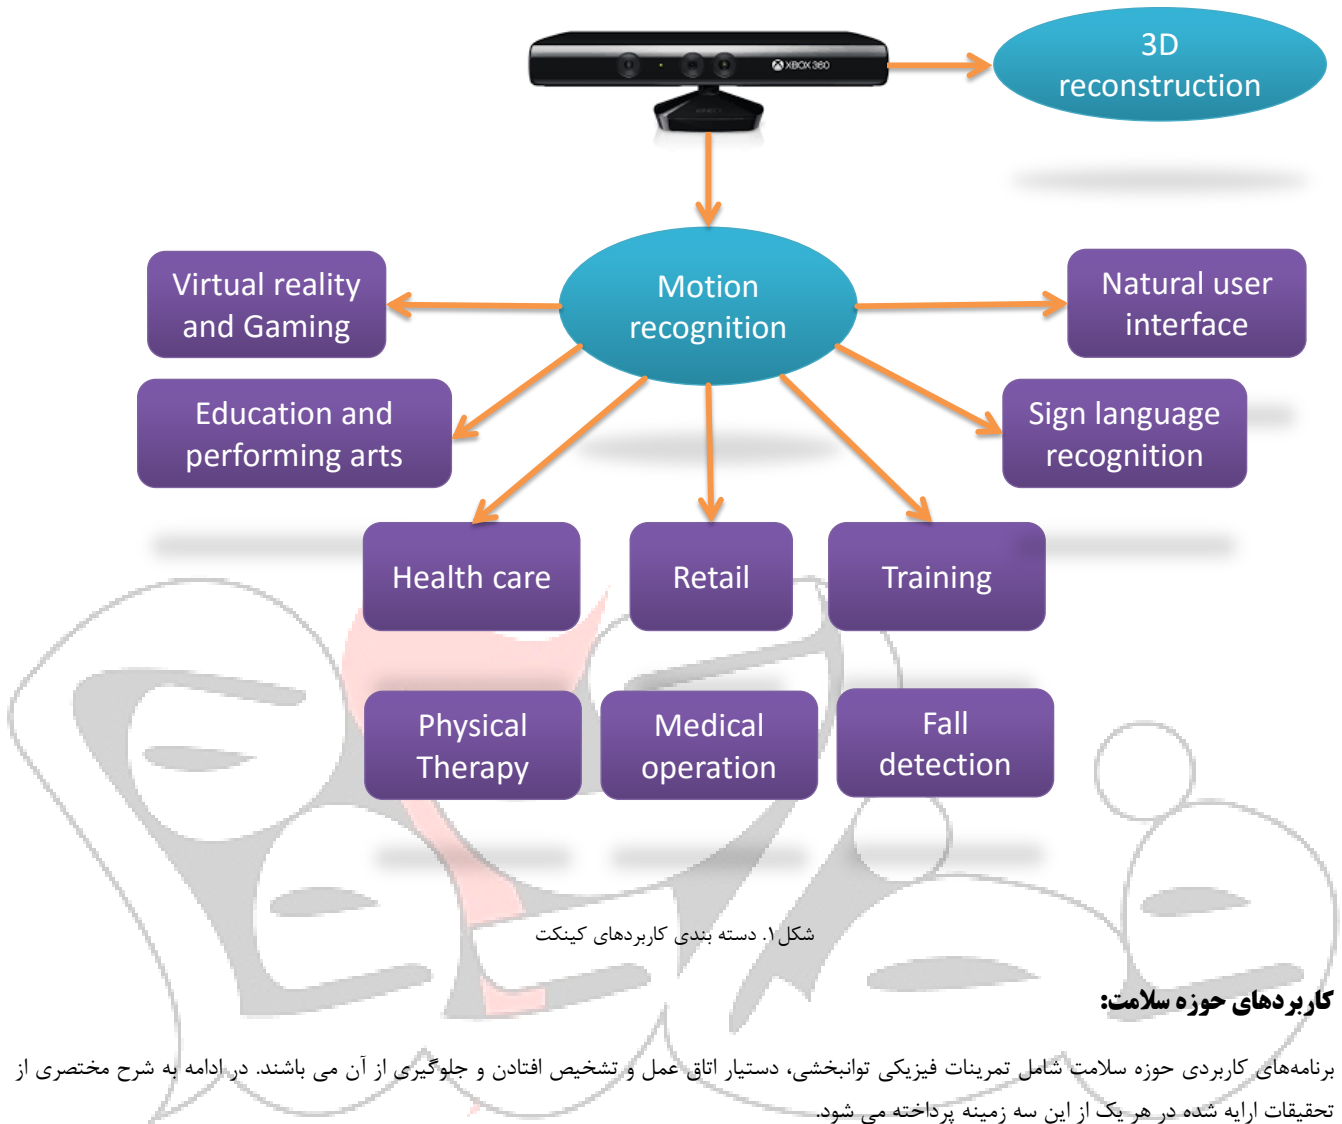 XBOX 360
3D
reconstruction
Motion
recognition
Virtual reality
and Gaming
Natural user
interface
Education and
performing arts
Sign language
recognition
Health care
Retail
Training
Physical
Therapy
Medical
operation
Fall
detection
شکل۱. دسته بندی کاربردهای کینکت
کاربردهای حوزه سلامت:
برنامه‌های کاربردی حوزه سلامت شامل تمرینات فیزیکی توانبخشی، دستیار اتاق عمل و تشخیص افتادن و جلوگیری از آن می باشند. در ادامه به شرح مختصری از
تحقیقات ارایه شده در هر یک از این سه زمینه پرداخته می شود.